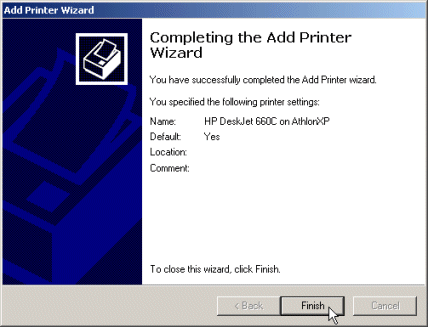 Add Printer Wizard
Completing the Add Printer
Wizard
You have successfully completed the Add Printer wizard.
You specified the following printer settings:
Name: HP DeskJet 660C on AthlonXP
Default: Yes
Location:
Comment:
To close this wizard, click Finish.
< Back Finish Cancel